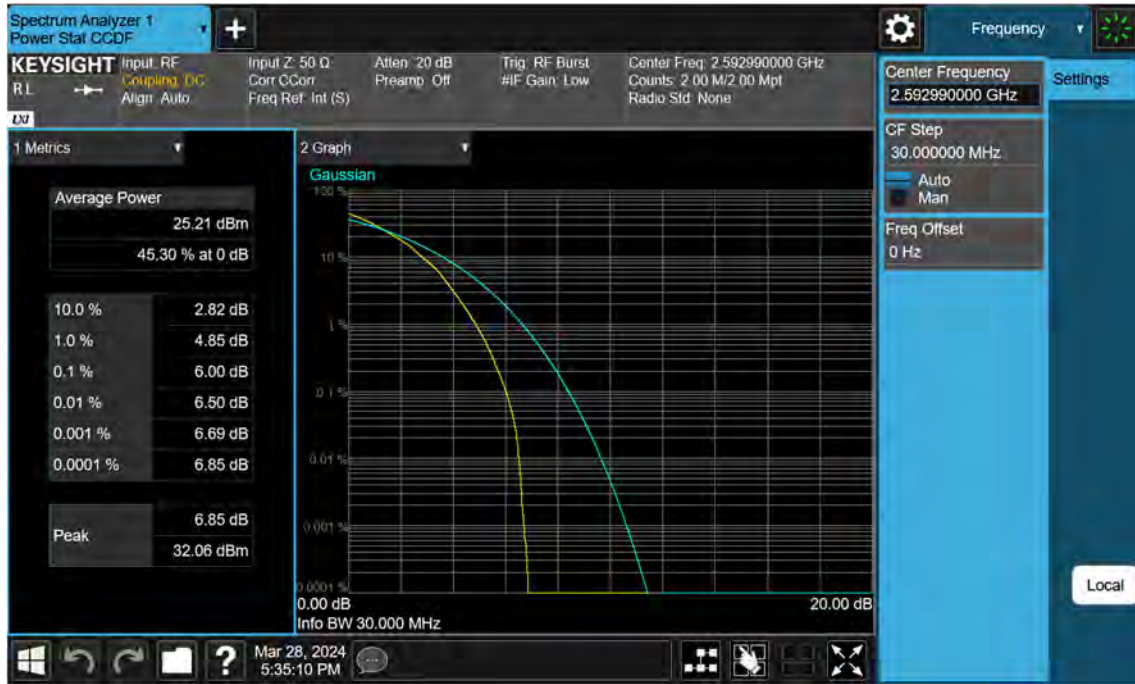 Spectrum Analyzer 1
Power Stat CCDF
+
Frequency
KEYSIGHT
RL
LXI
Input: RF
Coupling: DC
Align: Auto
Input Z: 50 Ω
Corr CCorr
Freq Ref: Int (S)
Atten: 20 dB
Preamp: Off
Trig: RF Burst
#IF Gain: Low
Center Freq: 2.592990000 GHz
Counts: 2.00 M/2.00 Mpt
Radio Std: None
Center Frequency
2.592990000 GHz
Settings
CF Step
30.000000 MHz
Auto
Man
Freq Offset
0 Hz
Local
1 Metrics
Average Power
25.21 dBm
45.30 % at 0 dB
10.0 % 2.82 dB
1.0 % 4.85 dB
0.1 % 6.00 dB
0.01 % 6.50 dB
0.001 % 6.69 dB
0.0001 % 6.85 dB
Peak
6.85 dB
32.06 dBm
2 Graph
Gaussian
100 %
10 %
1 %
0.1 %
0.01 %
0.001 %
0.0001 %
0.00 dB 20.00 dB
Info BW 30.000 MHz
?
Mar 28, 2024
5:35:10 PM